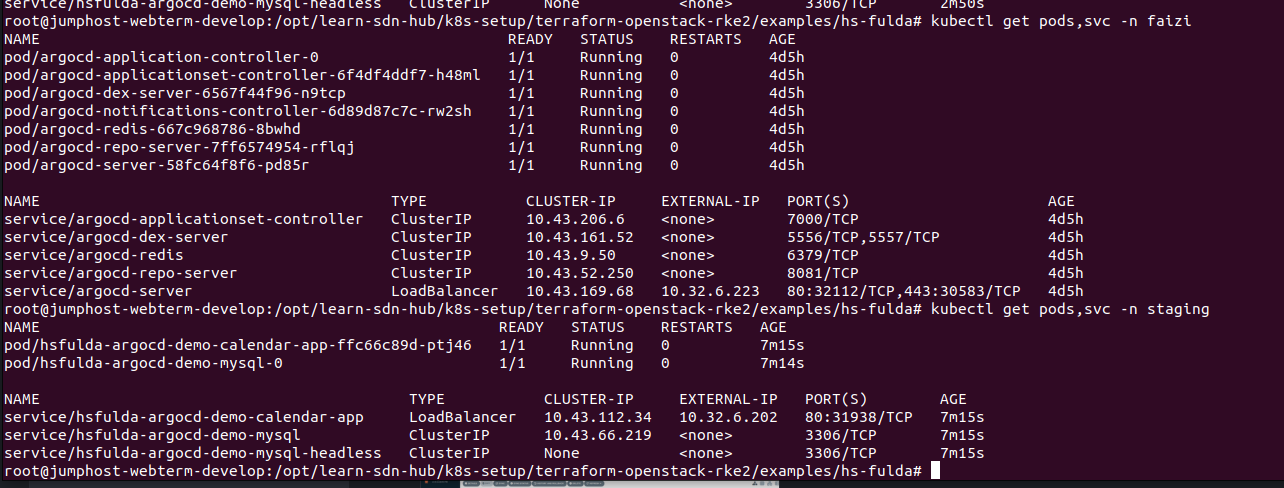 service/hsfulda-argocd-demo-mysql-headless ClusterIP None <none> 3306/TCP 2m50s
root@jumphost-webterm-develop:/opt/learn-sdn-hub/k8s-setup/terraform-openstack-rke2/examples/hs-fulda# kubectl get pods,svc -n faizi
NAME READY STATUS RESTARTS AGE
pod/argocd-application-controller-0 1/1 Running 0 4d5h
pod/argocd-applicationset-controller-6f4df4ddf7-h48ml 1/1 Running 0 4d5h
pod/argocd-dex-server-6567f44f96-n9tcp 1/1 Running 0 4d5h
pod/argocd-notifications-controller-6d89d87c7c-rw2sh 1/1 Running 0 4d5h
pod/argocd-redis-667c968786-8bwhd 1/1 Running 0 4d5h
pod/argocd-repo-server-7ff6574954-rflqj 1/1 Running 0 4d5h
pod/argocd-server-58fc64f8f6-pd85r 1/1 Running 0 4d5h
NAME TYPE CLUSTER-IP EXTERNAL-IP PORT(S) AGE
service/argocd-applicationset-controller ClusterIP 10.43.206.6 <none> 7000/TCP 4d5h
service/argocd-dex-server ClusterIP 10.43.161.52 <none> 5556/TCP,5557/TCP 4d5h
service/argocd-redis ClusterIP 10.43.9.50 <none> 6379/TCP 4d5h
service/argocd-repo-server ClusterIP 10.43.52.250 <none> 8081/TCP 4d5h
service/argocd-server LoadBalancer 10.43.169.68 10.32.6.223 80:32112/TCP,443:30583/TCP 4d5h
root@jumphost-webterm-develop:/opt/learn-sdn-hub/k8s-setup/terraform-openstack-rke2/examples/hs-fulda# kubectl get pods,svc -n staging
NAME READY STATUS RESTARTS AGE
pod/hsfulda-argocd-demo-calendar-app-ffc66c89d-ptj46 1/1 Running 0 7m15s
pod/hsfulda-argocd-demo-mysql-0 1/1 Running 0 7m14s
NAME TYPE CLUSTER-IP EXTERNAL-IP PORT(S) AGE
service/hsfulda-argocd-demo-calendar-app LoadBalancer 10.43.112.34 10.32.6.202 80:31938/TCP 7m15s
service/hsfulda-argocd-demo-mysql ClusterIP 10.43.66.219 <none> 3306/TCP 7m15s
service/hsfulda-argocd-demo-mysql-headless ClusterIP None <none> 3306/TCP 7m15s
root@jumphost-webterm-develop:/opt/learn-sdn-hub/k8s-setup/terraform-openstack-rke2/examples/hs-fulda#